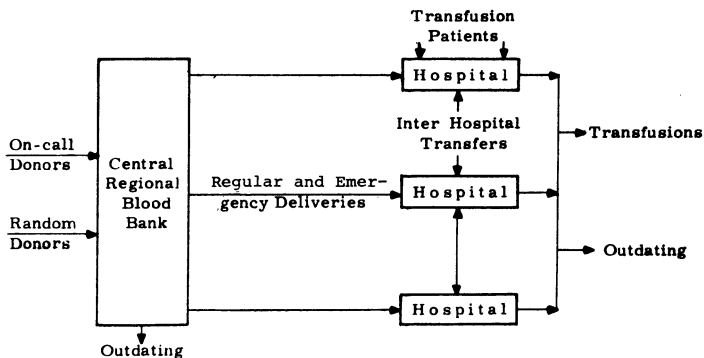 Transfusion
Patients
Hospital
On-call
Donors
Random
Donors
Central
Regional
Blood
Bank
Inter Hospital
Transfers
Transfusions
Regular and Emer-
gency Deliveries
Hospital
Outdating
Hospital
Outdating